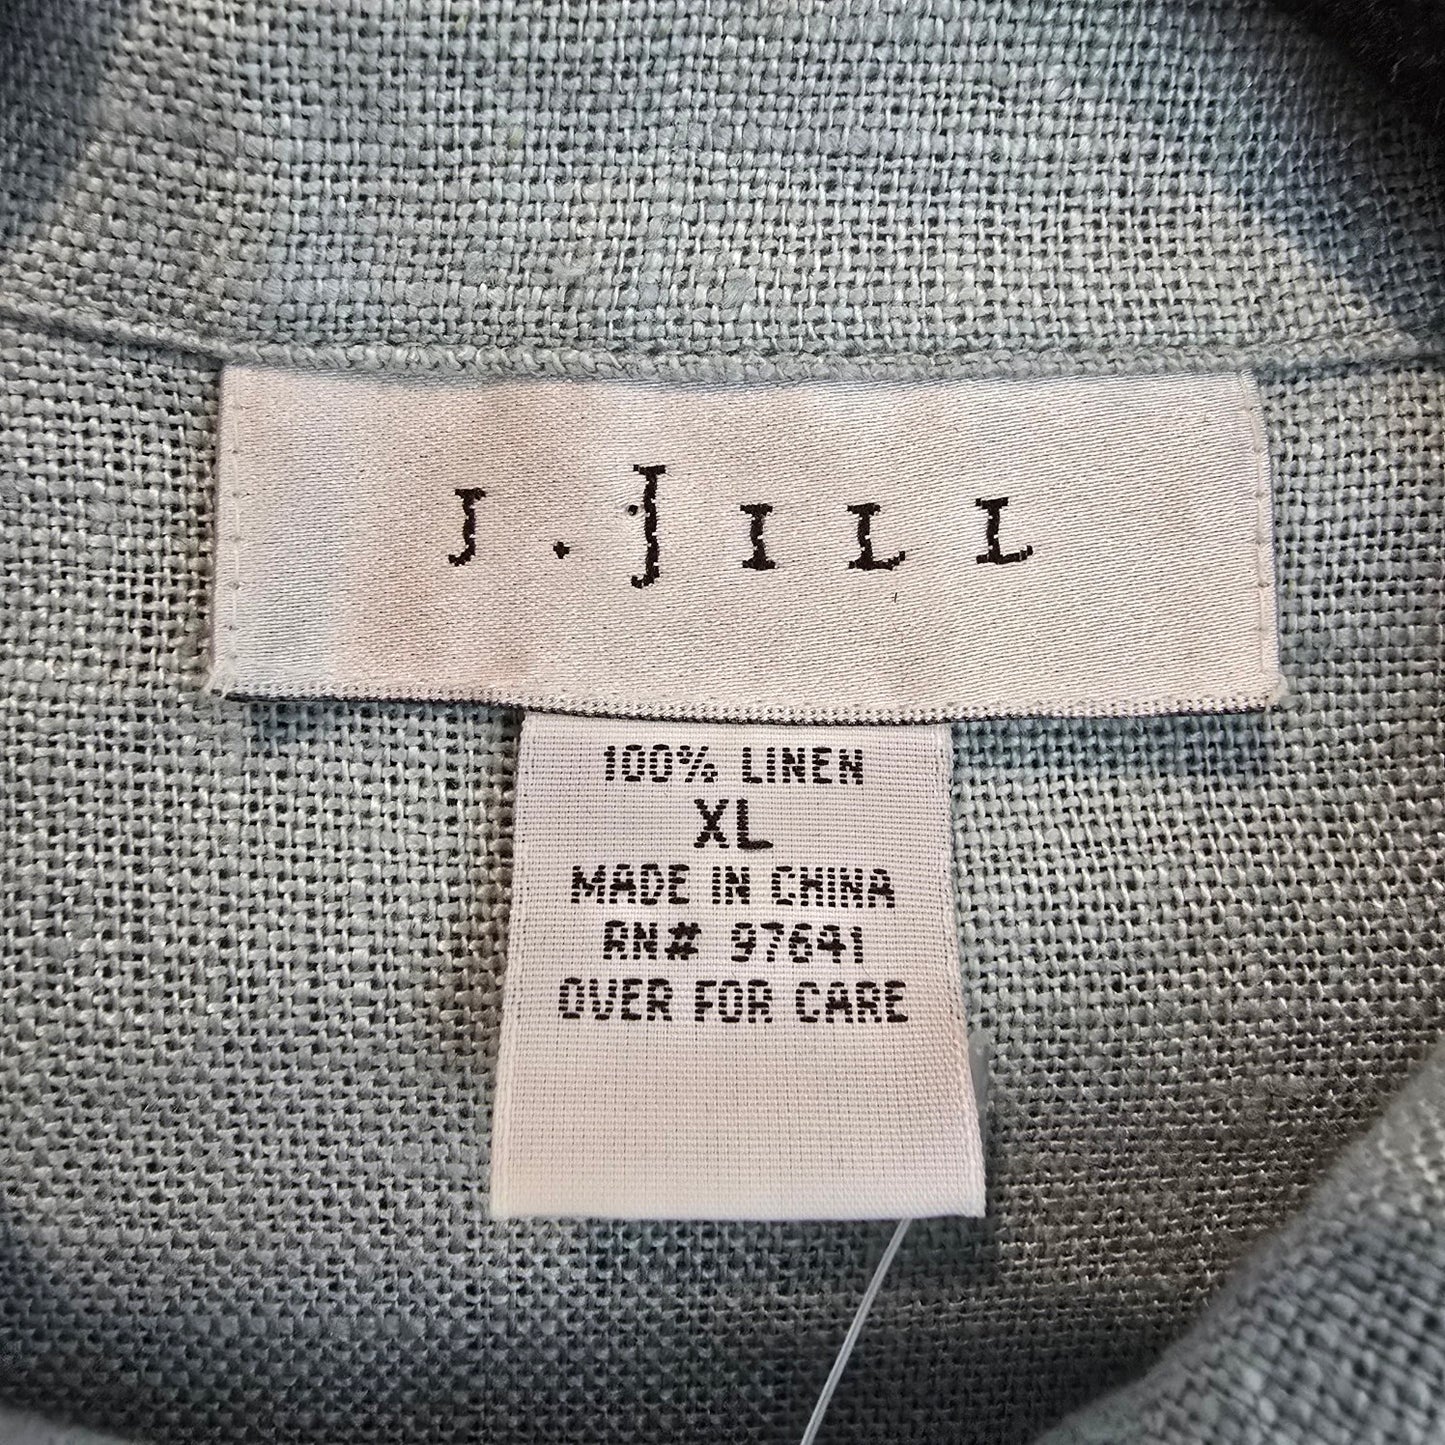 J. JILL
100% LINEN
XL
MADE IN CHINA
RN# 97641
OVER FOR CARE